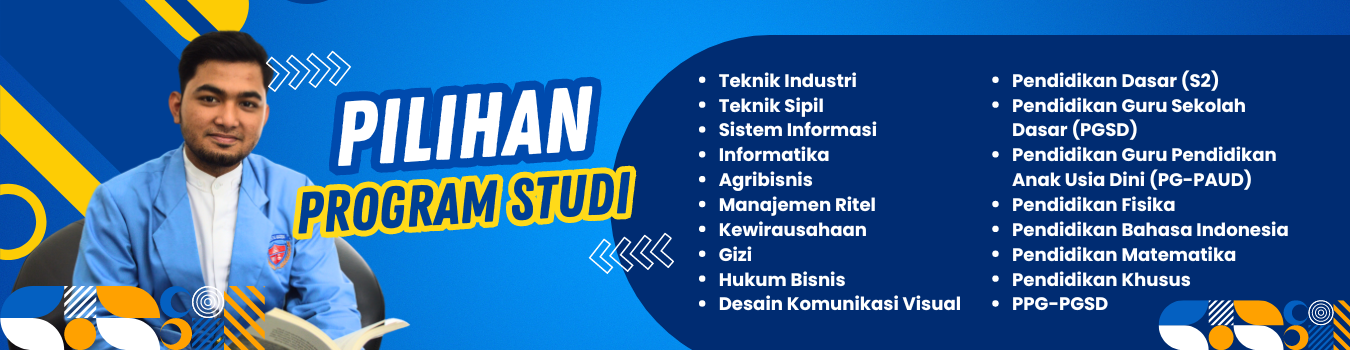 PILIHAN
PROGRAM STUDI
• Teknik Industri
• Teknik Sipil
• Sistem Informasi
• Informatika
• Agribisnis
• Manajemen Ritel
• Kewirausahaan
• Gizi
• Hukum Bisnis
• Desain Komunikasi Visual
• Pendidikan Dasar (S2)
• Pendidikan Guru Sekolah
Dasar (PGSD)
• Pendidikan Guru Pendidikan
Anak Usia Dini (PG-PAUD)
• Pendidikan Fisika
• Pendidikan Bahasa Indonesia
• Pendidikan Matematika
• Pendidikan Khusus
• PPG-PGSD